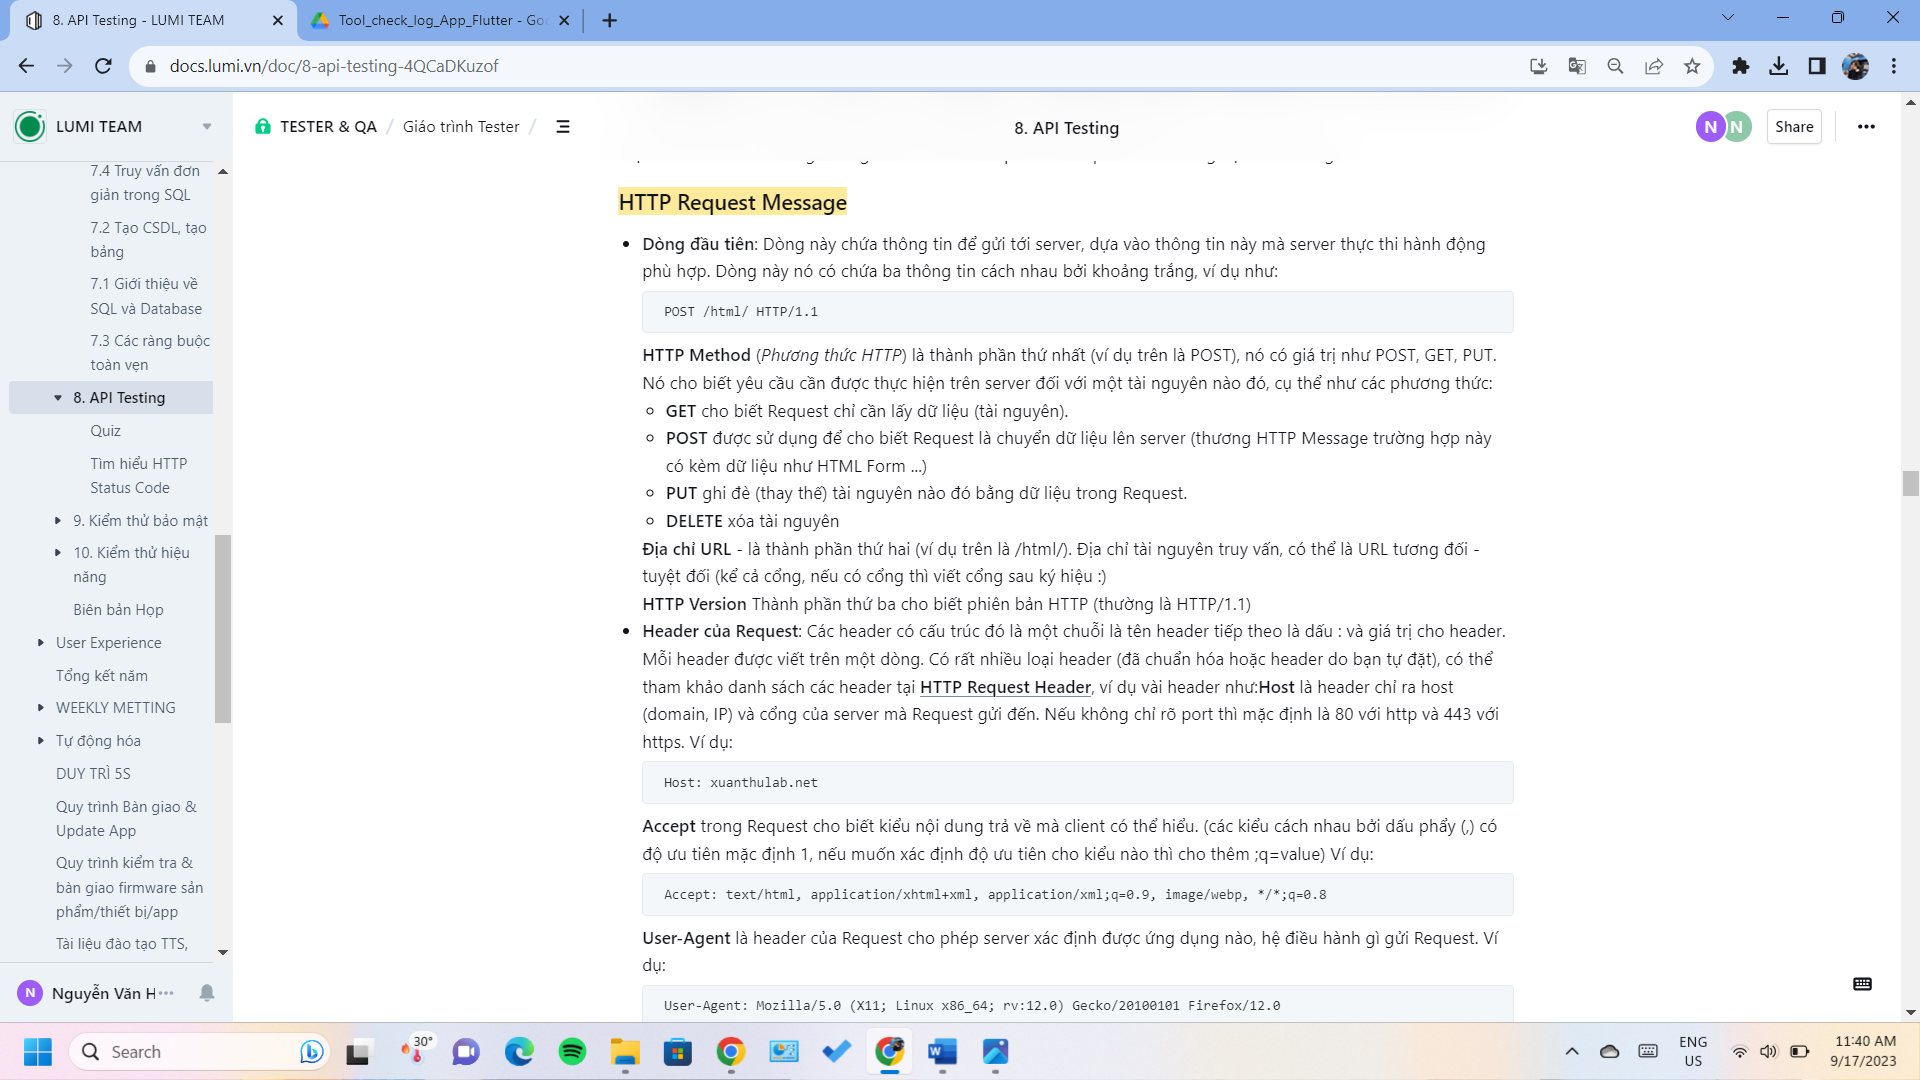 8. API Testing - LUMI TEAM
Tool_check_log_App_Flutter - Goo
docs.lumi.vn/doc/8-api-testing-4QCaDKuzof
LUMI TEAM
TESTER & QA / Giáo trình Tester /
8. API Testing
N
N
Share
7.4 Truy vấn đơn
giản trong SQL
7.2 Tạo CSDL, tạo
bảng
7.1 Giới thiệu về
SQL và Database
7.3 Các ràng buộc
toàn vẹn
8. API Testing
Quiz
Tìm hiểu HTTP
Status Code
9. Kiểm thử bảo mật
10. Kiểm thử hiệu
năng
Biên bản Họp
User Experience
Tổng kết năm
WEEKLY METTING
Tự động hóa
DUY TRÌ 5S
Quy trình Bàn giao &
Update App
Quy trình kiểm tra &
bàn giao firmware sản
phẩm/thiết bị/app
Tài liệu đào tạo TTS,
N
Nguyễn Văn H
HTTP Request Message
• Dòng đầu tiên: Dòng này chứa thông tin để gửi tới server, dựa vào thông tin này mà server thực thi hành động
phù hợp. Dòng này nó có chứa ba thông tin cách nhau bởi khoảng trắng, ví dụ như:
POST /html/ HTTP/1.1
HTTP Method (Phương thức HTTP) là thành phần thứ nhất (ví dụ trên là POST), nó có giá trị như POST, GET, PUT.
Nó cho biết yêu cầu cần được thực hiện trên server đối với một tài nguyên nào đó, cụ thể như các phương thức:
◦ GET cho biết Request chỉ cần lấy dữ liệu (tài nguyên).
◦ POST được sử dụng để cho biết Request là chuyển dữ liệu lên server (thương HTTP Message trường hợp này
có kèm dữ liệu như HTML Form ...)
◦ PUT ghi đè (thay thế) tài nguyên nào đó bằng dữ liệu trong Request.
◦ DELETE xóa tài nguyên
Địa chỉ URL - là thành phần thứ hai (ví dụ trên là /html/). Địa chỉ tài nguyên truy vấn, có thể là URL tương đối -
tuyệt đối (kể cả cổng, nếu có cổng thì viết cổng sau ký hiệu :)
HTTP Version Thành phần thứ ba cho biết phiên bản HTTP (thường là HTTP/1.1)
• Header của Request: Các header có cấu trúc đó là một chuỗi là tên header tiếp theo là dấu : và giá trị cho header.
Mỗi header được viết trên một dòng. Có rất nhiều loại header (đã chuẩn hóa hoặc header do bạn tự đặt), có thể
tham khảo danh sách các header tại HTTP Request Header, ví dụ vài header như:Host là header chỉ ra host
(domain, IP) và cổng của server mà Request gửi đến. Nếu không chỉ rõ port thì mặc định là 80 với http và 443 với
https. Ví dụ:
Host: xuanthulab.net
Accept trong Request cho biết kiểu nội dung trả về mà client có thể hiểu. (các kiểu cách nhau bởi dấu phẩy (,) có
độ ưu tiên mặc định 1, nếu muốn xác định độ ưu tiên cho kiểu nào thì cho thêm ;q=value) Ví dụ:
Accept: text/html, application/xhtml+xml, application/xml;q=0.9, image/webp, */*;q=0.8
User-Agent là header của Request cho phép server xác định được ứng dụng nào, hệ điều hành gì gửi Request. Ví
dụ:
User-Agent: Mozilla/5.0 (X11; Linux x86_64; rv:12.0) Gecko/20100101 Firefox/12.0
Search
30°
ENG
US
11:40 AM
9/17/2023